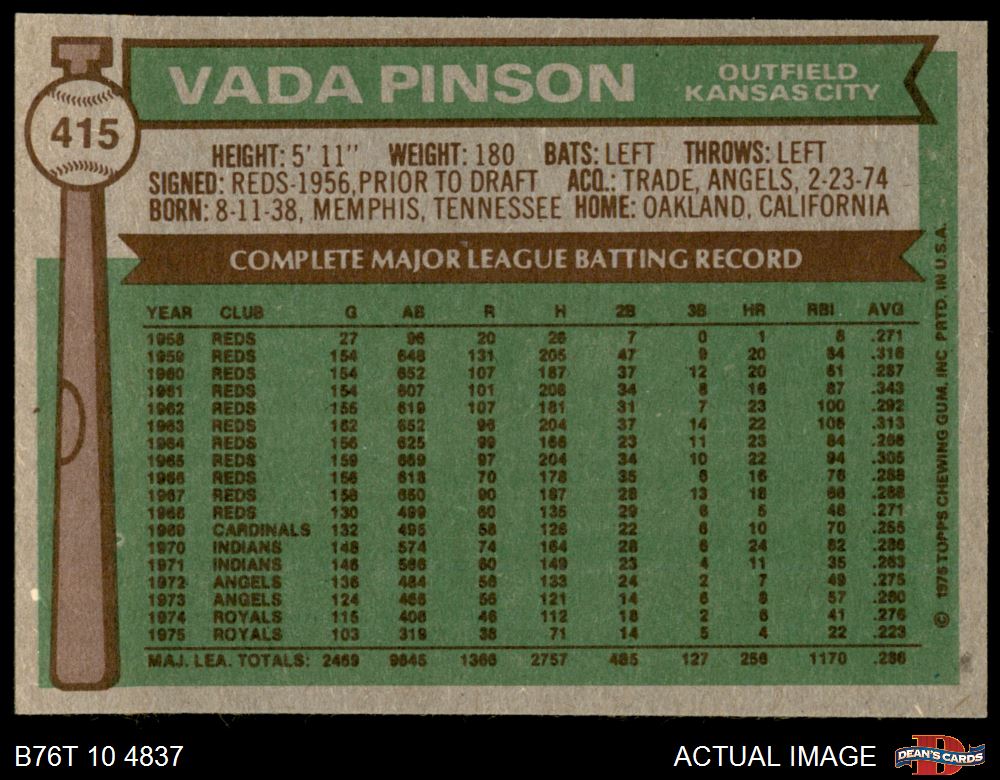 415
VADA PINSON
OUTFIELD
KANSAS CITY
HEIGHT: 5' 11" WEIGHT: 180 BATS: LEFT THROWS: LEFT
SIGNED: REDS-1956, PRIOR TO DRAFT ACQ.: TRADE, ANGELS, 2-23-74
BORN: 8-11-38, MEMPHIS, TENNESSEE HOME: OAKLAND, CALIFORNIA
COMPLETE MAJOR LEAGUE BATTING RECORD
YEAR CLUB G AB R H 2B 3B HR RBI AVG
1958 REDS 27 96 20 26 7 0 1 8 .271
1959 REDS 154 648 131 205 47 9 20 84 .316
1960 REDS 154 652 107 187 37 12 20 61 .287
1961 REDS 154 607 101 208 34 8 16 87 .343
1962 REDS 155 619 107 181 31 7 23 100 .292
1963 REDS 162 652 96 204 37 14 22 106 .313
1964 REDS 156 625 99 166 23 11 23 84 .266
1965 REDS 159 669 97 204 34 10 22 94 .305
1966 REDS 156 618 70 178 35 6 16 76 .288
1967 REDS 158 650 90 187 28 13 18 66 .288
1968 REDS 130 499 60 135 29 6 5 48 .271
1969 CARDINALS 132 495 58 126 22 6 10 70 .255
1970 INDIANS 148 574 74 164 28 6 24 82 .286
1971 INDIANS 146 566 60 149 23 4 11 35 .263
1972 ANGELS 136 484 56 133 24 2 7 49 .275
1973 ANGELS 124 466 56 121 14 6 8 57 .260
1974 ROYALS 115 406 46 112 18 2 6 41 .276
1975 ROYALS 103 319 38 71 14 5 4 22 .223
MAJ. LEA. TOTALS: 2469 9645 1366 2757 485 127 256 1170 .286
© 1975 TOPPS CHEWING GUM, INC PRTD. IN U.S.A.
B76T 10 4837
ACTUAL IMAGE
DEAN'S CARDS